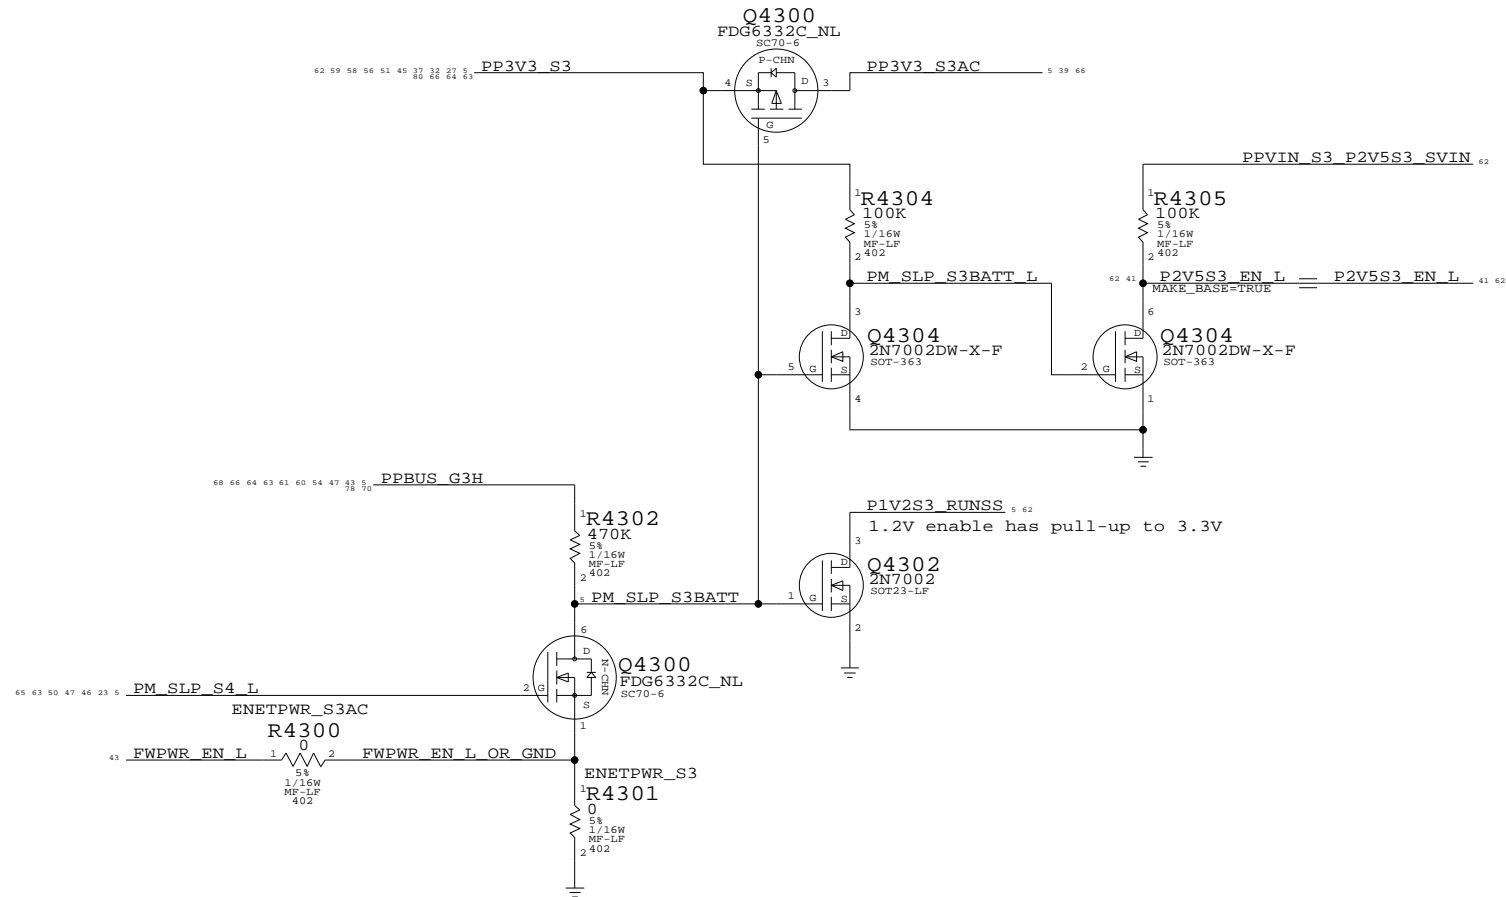 Q4300
FDG6332C_NL
SC70-6
P-CHN
62 59 58 56 51 45 37 32 27 5
80 66 64 63
PP3V3_S3
4
S
D
3
G
5
PP3V3_S3AC
5 39 66
PPVIN_S3_P2V5S3_SVIN
62
1
R4304
100K
5%
1/16W
MF-LF
402
2
1
R4305
100K
5%
1/16W
MF-LF
402
2
PM_SLP_S3BATT_L
62 41
P2V5S3_EN_L
MAKE_BASE=TRUE
P2V5S3_EN_L
41 62
3
D
Q4304
2N7002DW-X-F
SOT-363
5
G
S
4
6
D
Q4304
2N7002DW-X-F
SOT-363
2
G
S
1
68 66 64 63 61 60 54 47 43 5
78 70
PPBUS_G3H
1
R4302
470K
5%
1/16W
MF-LF
402
2
P1V2S3_RUNSS
5 62
1.2V enable has pull-up to 3.3V
3
D
Q4302
2N7002
SOT23-LF
1
G
S
2
5
PM_SLP_S3BATT
6
D
N-CHN
Q4300
FDG6332C_NL
SC70-6
65 63 50 47 46 23 5
PM_SLP_S4_L
2
G
S
1
ENETPWR_S3AC
R4300
0
43
FWPWR_EN_L
1
2
FWPWR_EN_L_OR_GND
5%
1/16W
MF-LF
402
ENETPWR_S3
1
R4301
0
5%
1/16W
MF-LF
402
2